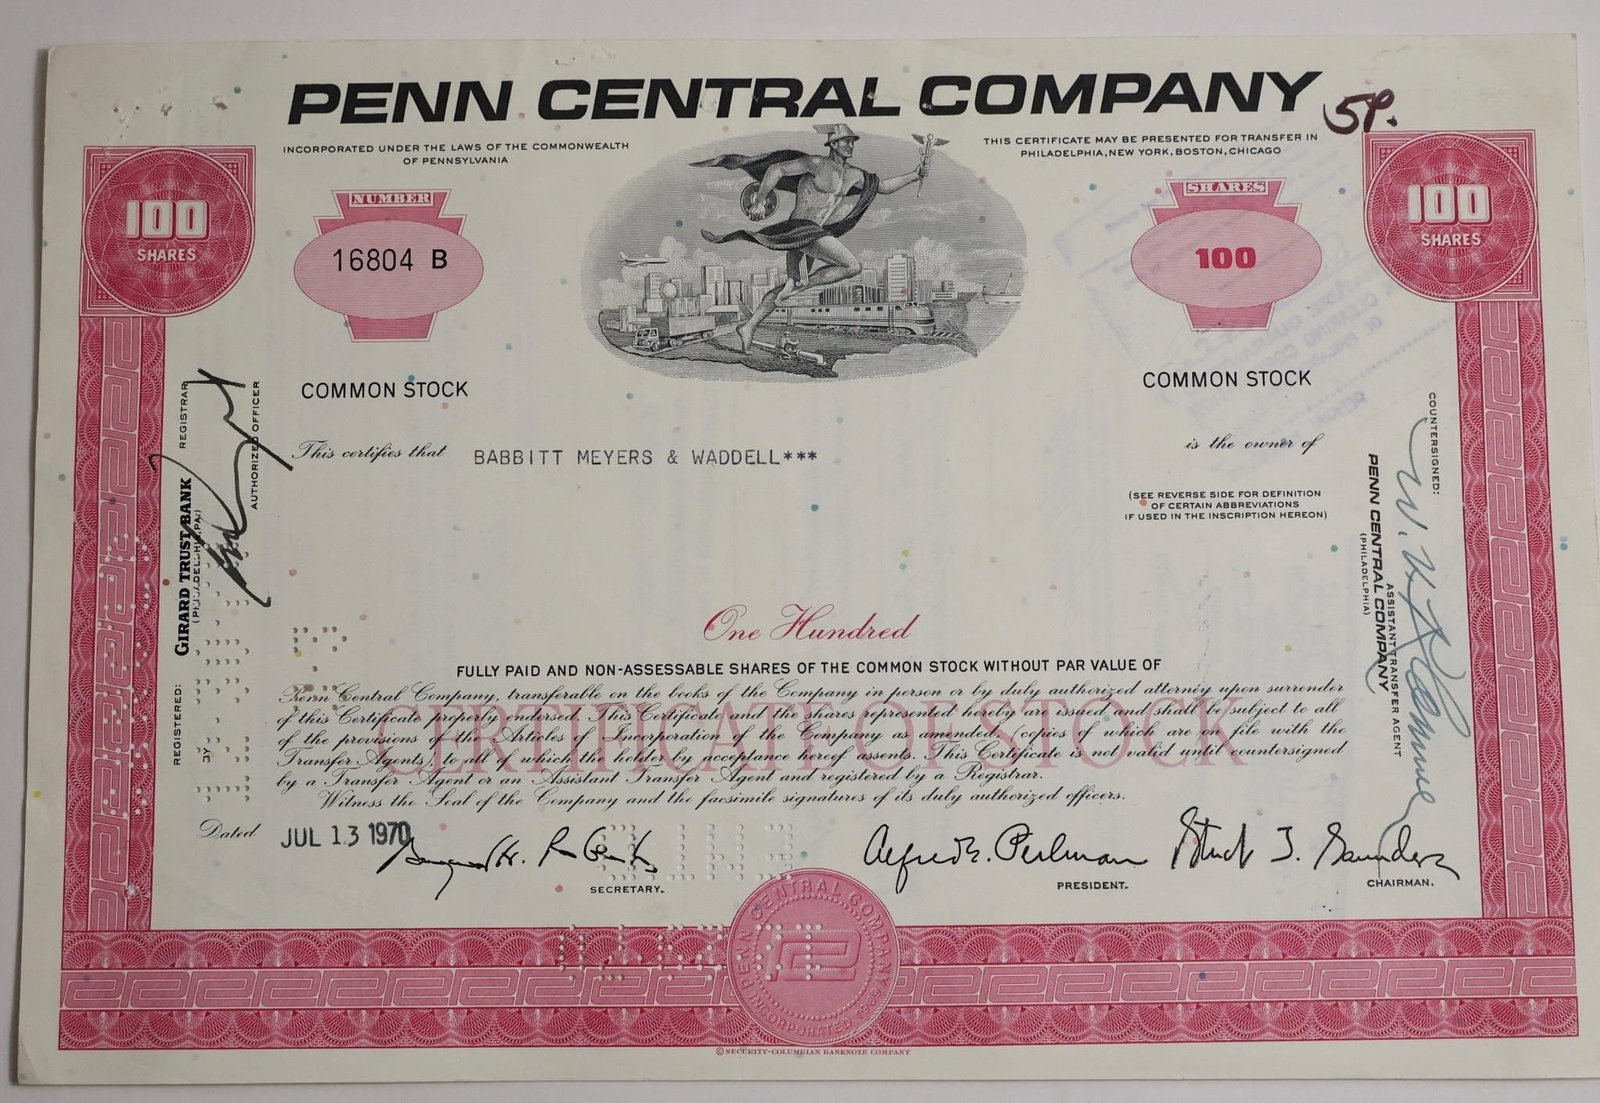 PENN CENTRAL COMPANY
59.
INCORPORATED UNDER THE LAWS OF THE COMMONWEALTH
OF PENNSYLVANIA
THIS CERTIFICATE MAY BE PRESENTED FOR TRANSFER IN
PHILADELPHIA, NEW YORK, BOSTON, CHICAGO
100
SHARES
NUMBER
16804 B
SHARES
100
100
SHARES
COMMON STOCK
COMMON STOCK
This certifies that BABBITT MEYERS & WADDELL*** is the owner of
(SEE REVERSE SIDE FOR DEFINITION
OF CERTAIN ABBREVIATIONS
IF USED IN THE INSCRIPTION HEREON)
One Hundred
FULLY PAID AND NON-ASSESSABLE SHARES OF THE COMMON STOCK WITHOUT PAR VALUE OF
Penn Central Company, transferable on the books of the Company in person or by duly authorized attorney upon surrender
of this Certificate properly endorsed. This Certificate and the shares represented hereby are issued and shall be subject to all
of the provisions of the Articles of Incorporation of the Company as amended, (copies of which are on file with the
Transfer Agents), to all of which the holder by acceptance hereof assents. This Certificate is not valid until countersigned
by a Transfer Agent or an Assistant Transfer Agent and registered by a Registrar.
Witness the Seal of the Company and the facsimile signatures of its duly authorized officers.
CERTIFICATE OF STOCK
Dated JUL 13 1970
SECRETARY.
Alfred E. Perlman
PRESIDENT.
Stuart T. Saunders
CHAIRMAN.
REGISTERED:
GIRARD TRUST BANK
(PHILADELPHIA, PA.)
REGISTRAR
BY
AUTHORIZED OFFICER
COUNTERSIGNED:
PENN CENTRAL COMPANY
(PHILADELPHIA)
ASSISTANT TRANSFER AGENT
PENN CENTRAL COMPANY
INCORPORATED 1846
© SECURITY-COLUMBIAN BANKNOTE COMPANY